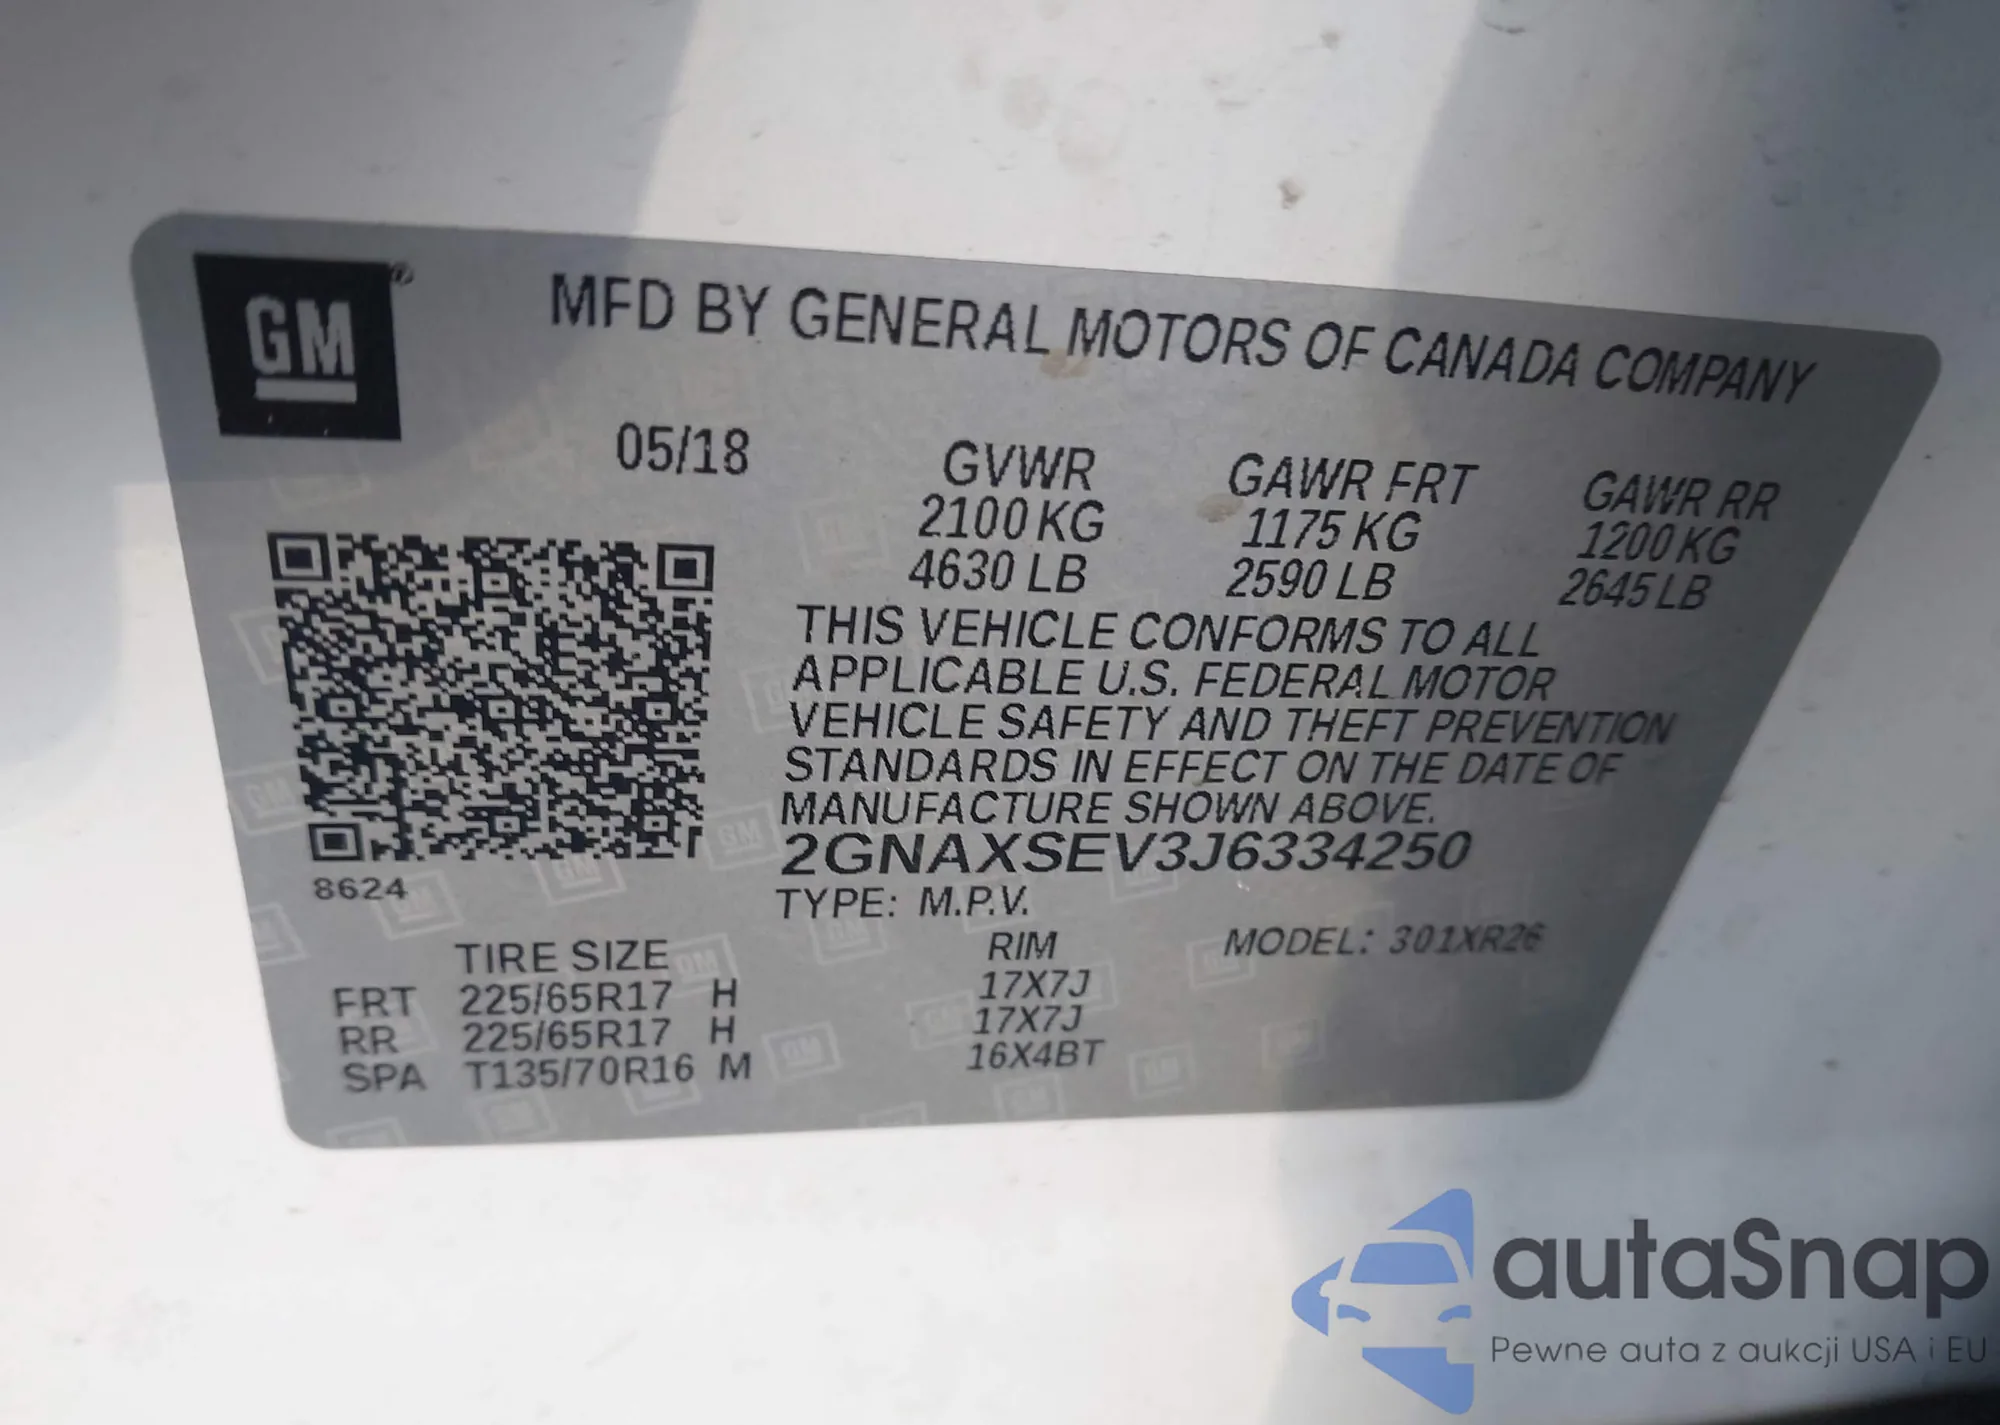 GM®
MFD BY GENERAL MOTORS OF CANADA COMPANY
05/18 GVWR GAWR FRT GAWR RR
2100 KG 1175 KG 1200 KG
4630 LB 2590 LB 2645 LB
THIS VEHICLE CONFORMS TO ALL
APPLICABLE U.S. FEDERAL MOTOR
VEHICLE SAFETY AND THEFT PREVENTION
STANDARDS IN EFFECT ON THE DATE OF
MANUFACTURE SHOWN ABOVE.
2GNAXSEV3J6334250
8624
TYPE: M.P.V.
TIRE SIZE RIM MODEL: 301XR26
FRT 225/65R17 H 17X7J
RR 225/65R17 H 17X7J
SPA T135/70R16 M 16X4BT
autaSnap
Pewne auta z aukcji USA i EU